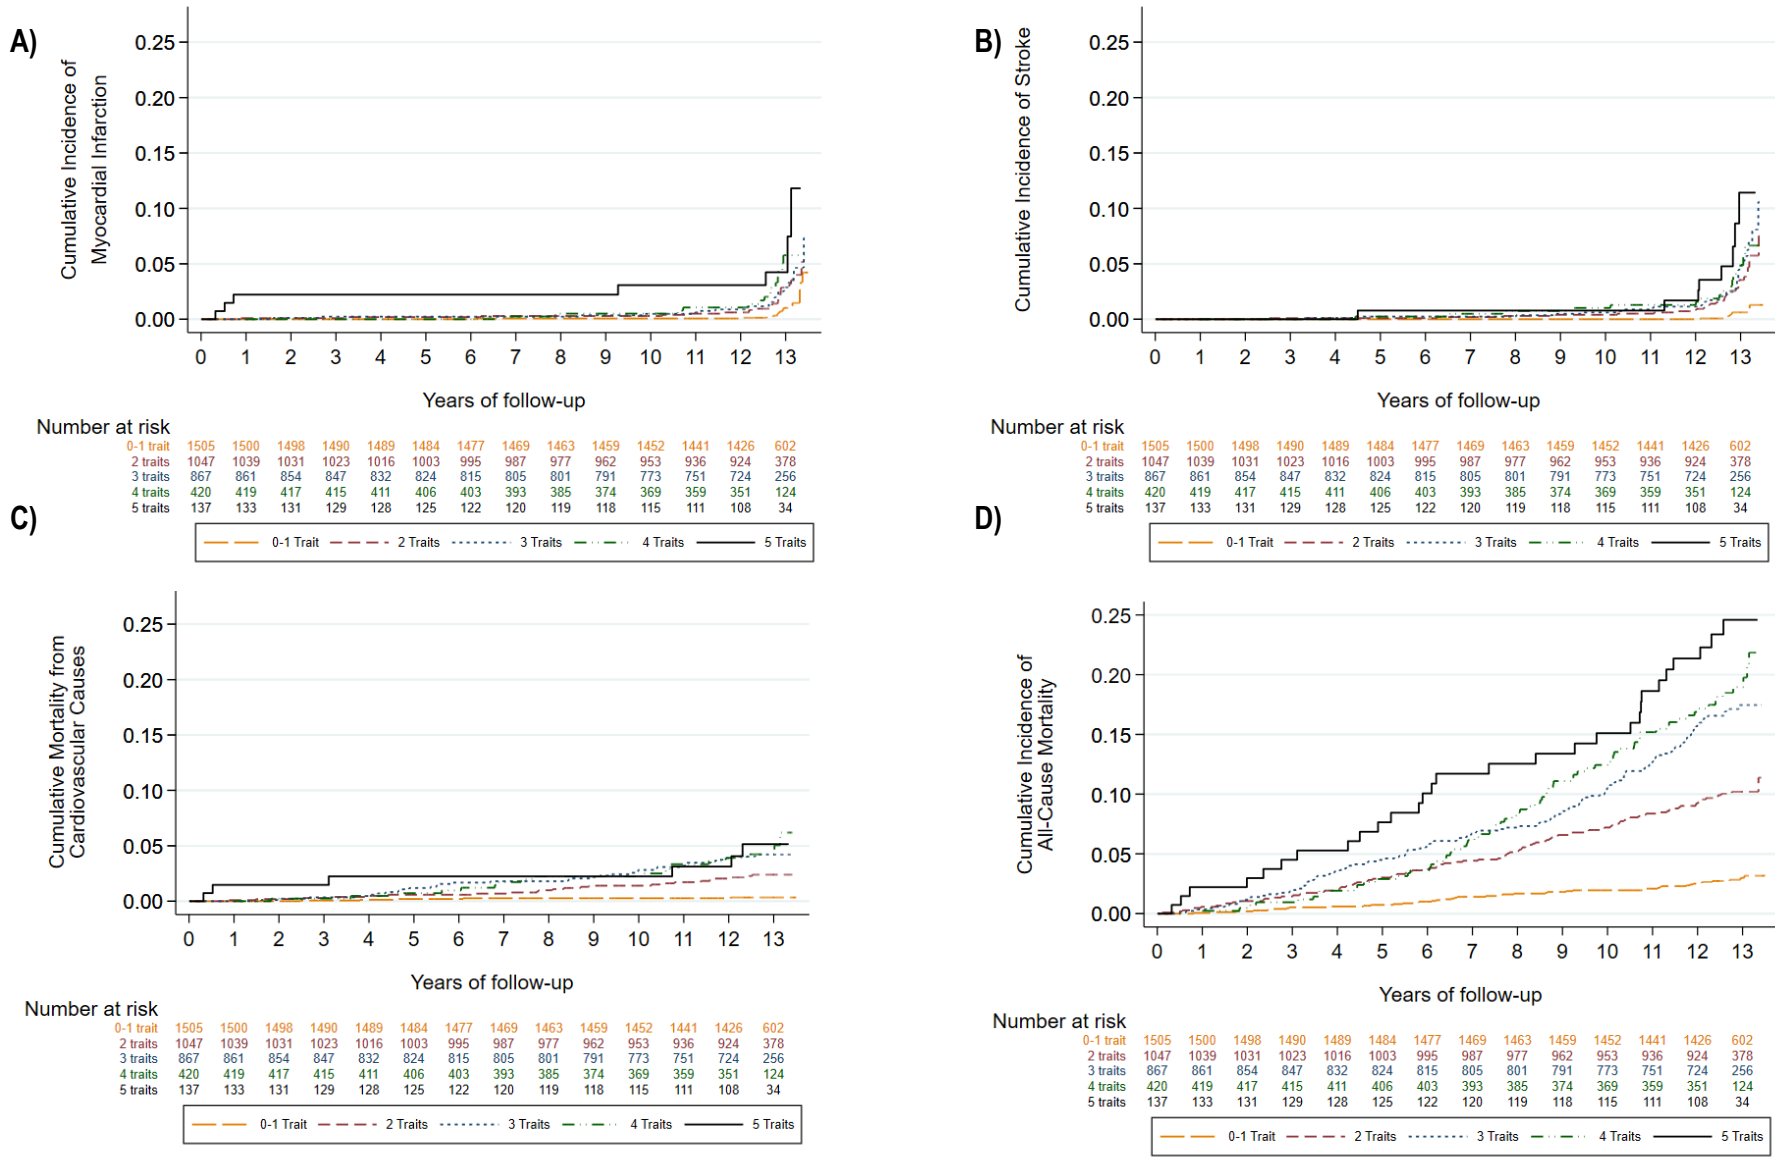 A)
Cumulative Incidence of
Myocardial Infarction
0.25
0.20
0.15
0.10
0.05
0.00
0 1 2 3 4 5 6 7 8 9 10 11 12 13
Years of follow-up
Number at risk
0-1 trait 1505 1500 1498 1490 1489 1484 1477 1469 1463 1459 1452 1441 1426 602
2 traits 1047 1039 1031 1023 1016 1003 995 987 977 962 953 936 924 378
3 traits 867 861 854 847 832 824 815 805 801 791 773 751 724 256
4 traits 420 419 417 415 411 406 403 393 385 374 369 359 351 124
5 traits 137 133 131 129 128 125 122 120 119 118 115 111 108 34
0-1 Trait 2 Traits 3 Traits 4 Traits 5 Traits
B)
Cumulative Incidence of Stroke
0.25
0.20
0.15
0.10
0.05
0.00
0 1 2 3 4 5 6 7 8 9 10 11 12 13
Years of follow-up
Number at risk
0-1 trait 1505 1500 1498 1490 1489 1484 1477 1469 1463 1459 1452 1441 1426 602
2 traits 1047 1039 1031 1023 1016 1003 995 987 977 962 953 936 924 378
3 traits 867 861 854 847 832 824 815 805 801 791 773 751 724 256
4 traits 420 419 417 415 411 406 403 393 385 374 369 359 351 124
5 traits 137 133 131 129 128 125 122 120 119 118 115 111 108 34
0-1 Trait 2 Traits 3 Traits 4 Traits 5 Traits
C)
Cumulative Mortality from
Cardiovascular Causes
0.25
0.20
0.15
0.10
0.05
0.00
0 1 2 3 4 5 6 7 8 9 10 11 12 13
Years of follow-up
Number at risk
0-1 trait 1505 1500 1498 1490 1489 1484 1477 1469 1463 1459 1452 1441 1426 602
2 traits 1047 1039 1031 1023 1016 1003 995 987 977 962 953 936 924 378
3 traits 867 861 854 847 832 824 815 805 801 791 773 751 724 256
4 traits 420 419 417 415 411 406 403 393 385 374 369 359 351 124
5 traits 137 133 131 129 128 125 122 120 119 118 115 111 108 34
0-1 Trait 2 Traits 3 Traits 4 Traits 5 Traits
D)
Cumulative Incidence of
All-Cause Mortality
0.25
0.20
0.15
0.10
0.05
0.00
0 1 2 3 4 5 6 7 8 9 10 11 12 13
Years of follow-up
Number at risk
0-1 trait 1505 1500 1498 1490 1489 1484 1477 1469 1463 1459 1452 1441 1426 602
2 traits 1047 1039 1031 1023 1016 1003 995 987 977 962 953 936 924 378
3 traits 867 861 854 847 832 824 815 805 801 791 773 751 724 256
4 traits 420 419 417 415 411 406 403 393 385 374 369 359 351 124
5 traits 137 133 131 129 128 125 122 120 119 118 115 111 108 34
0-1 Trait 2 Traits 3 Traits 4 Traits 5 Traits